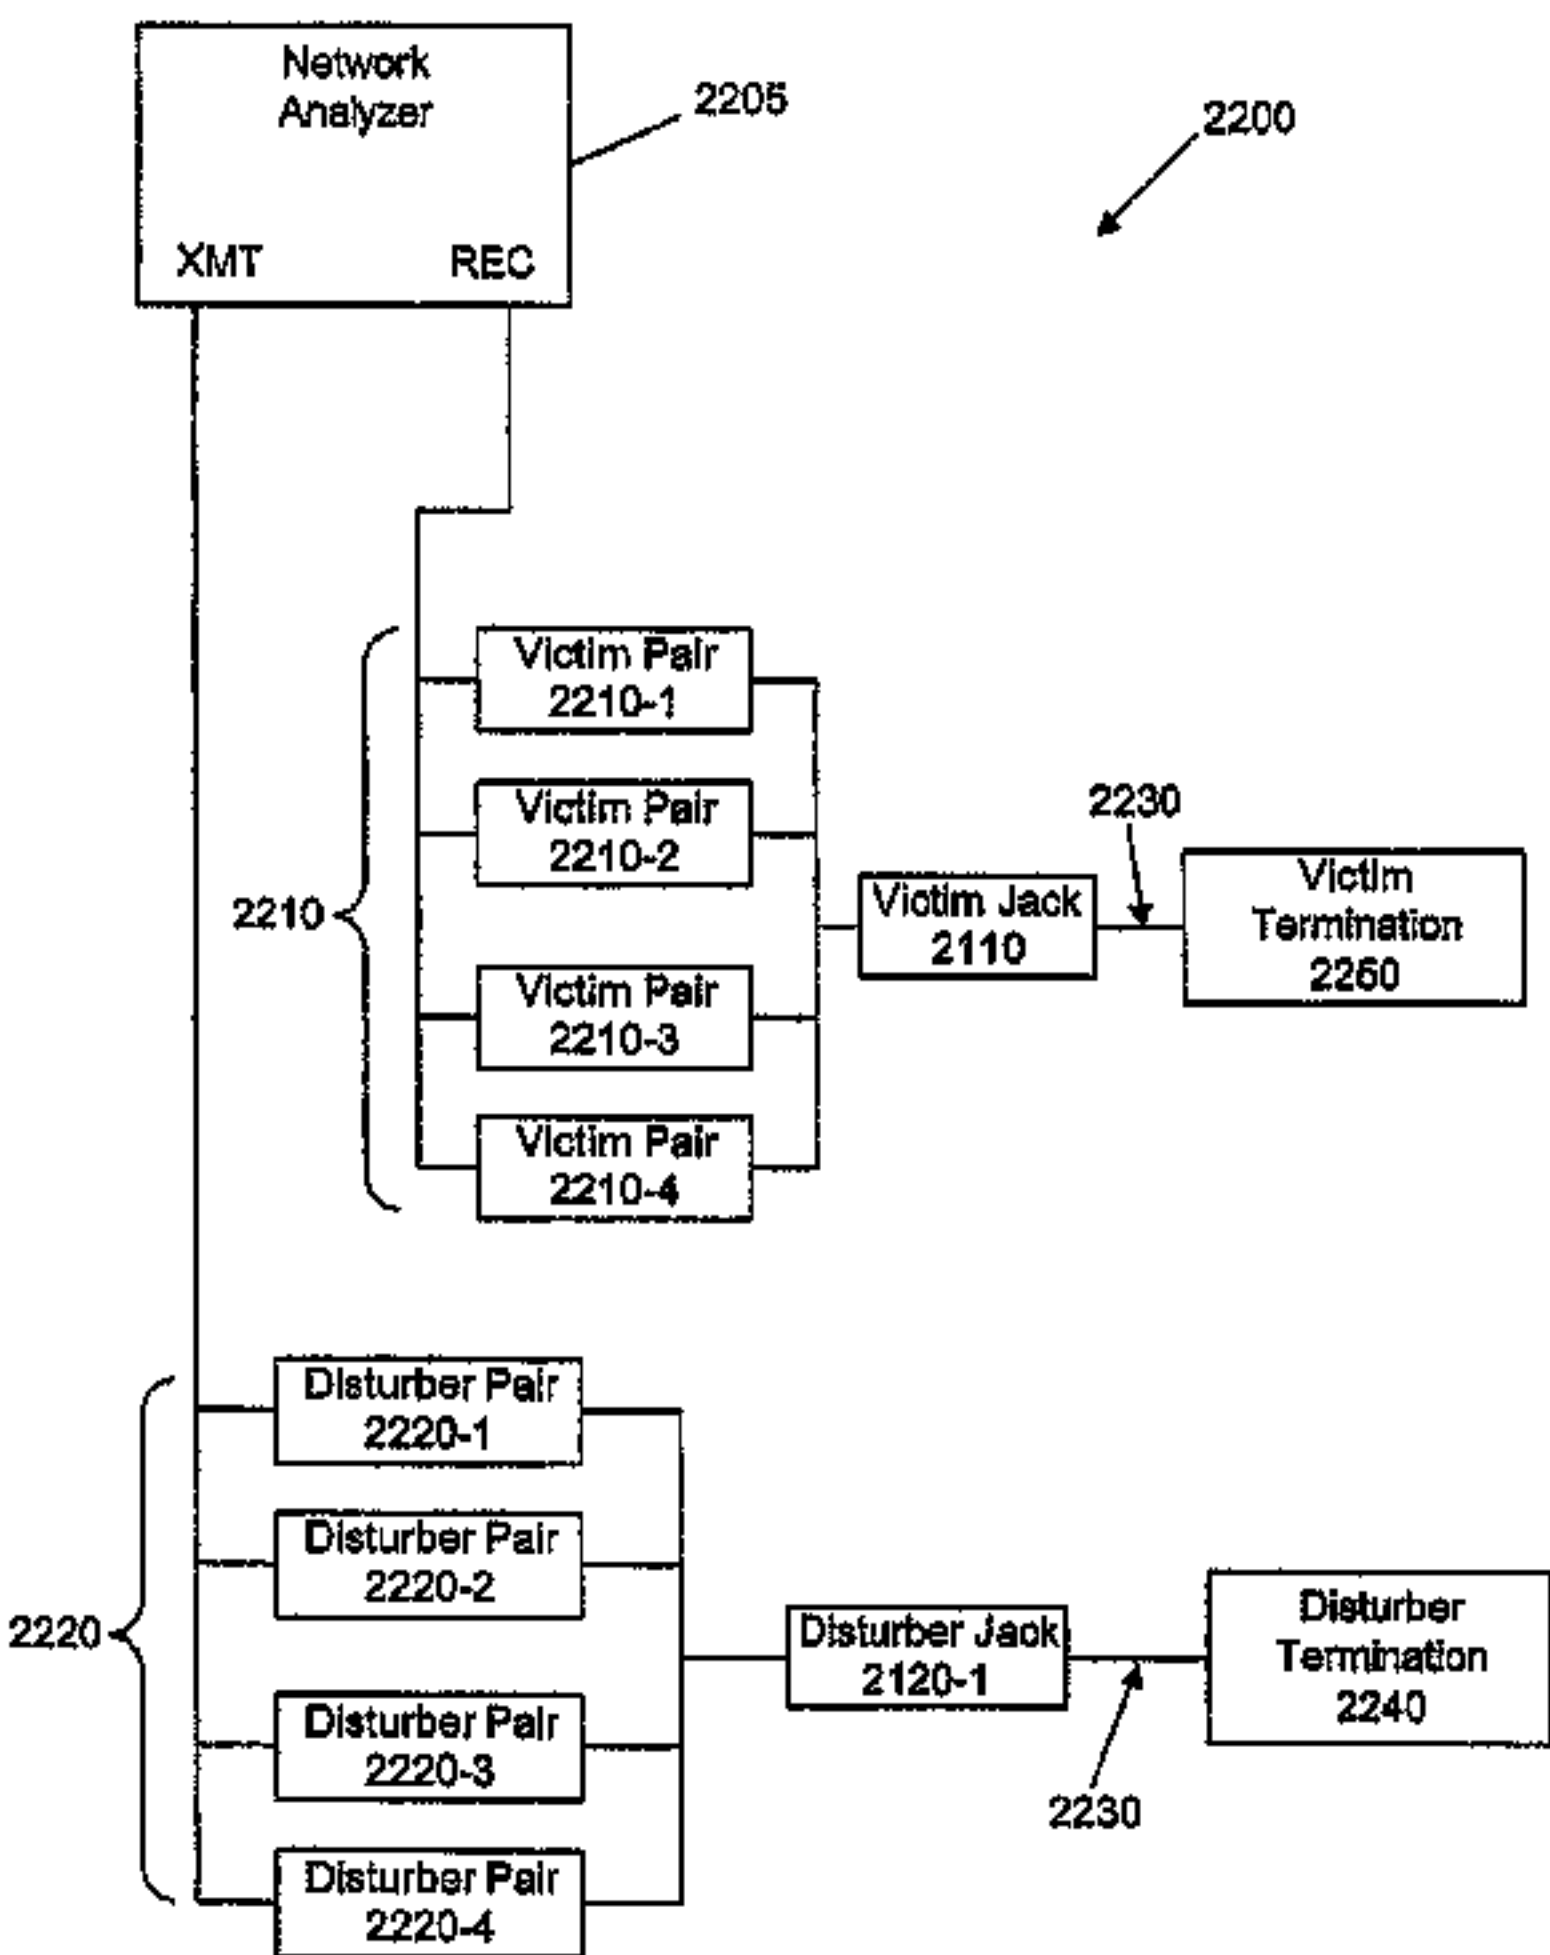 Network
Analyzer
XMT
REC
2205
2200
Victim Pair
2210-1
Victim Pair
2210-2
2210
Victim Pair
2210-3
Victim Pair
2210-4
Victim Jack
2110
2230
Victim
Termination
2250
Disturber Pair
2220-1
Disturber Pair
2220-2
2220
Disturber Pair
2220-3
Disturber Pair
2220-4
Disturber Jack
2120-1
2230
Disturber
Termination
2240